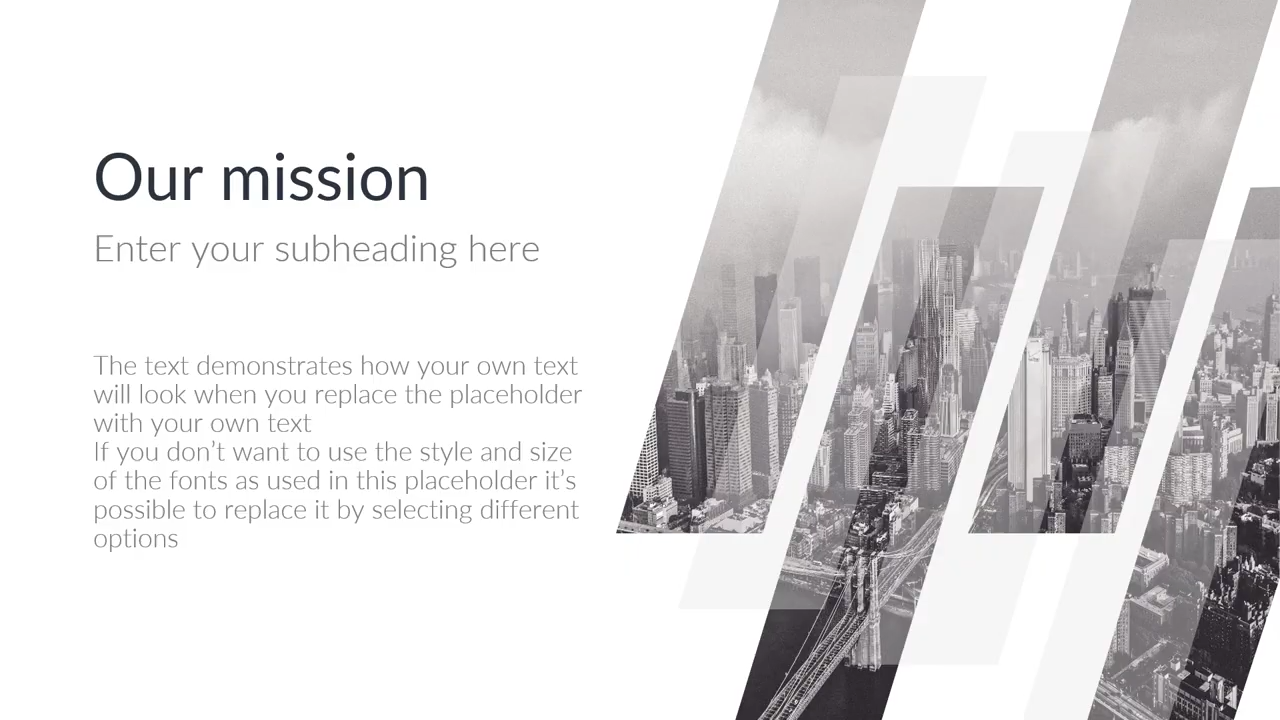 Our mission
Enter your subheading here
The text demonstrates how your own text
will look when you replace the placeholder
with your own text
If you don’t want to use the style and size
of the fonts as used in this placeholder it’s
possible to replace it by selecting different
options